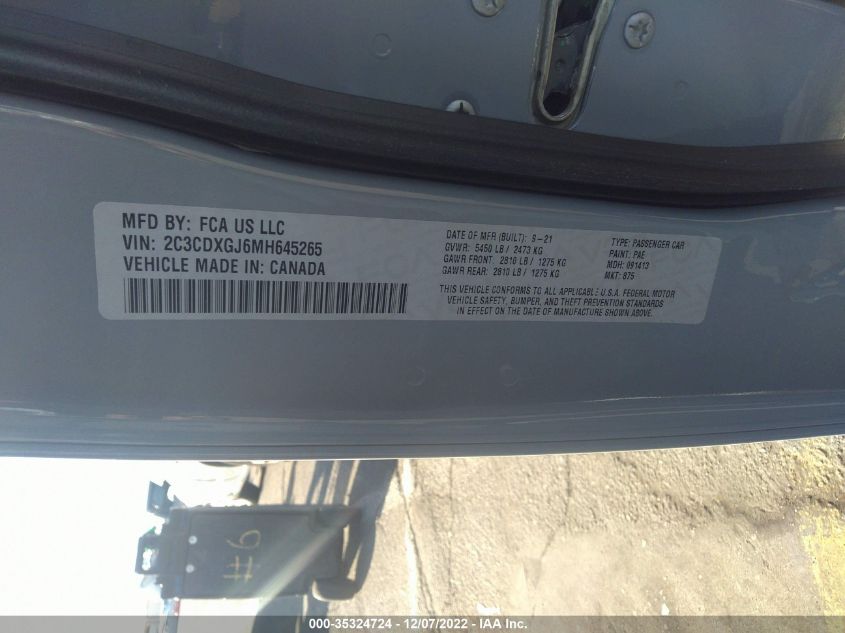 MFD BY: FCA US LLC
VIN: 2C3CDXGJ6MH645265
VEHICLE MADE IN: CANADA
DATE OF MFR (BUILT): 9-21
GVWR: 5450 LB / 2473 KG
GAWR FRONT: 2810 LB / 1275 KG
GAWR REAR: 2810 LB / 1275 KG
TYPE: PASSENGER CAR
PAINT: PAE
MDH: 091413
MKT: 875
THIS VEHICLE CONFORMS TO ALL APPLICABLE U.S.A. FEDERAL MOTOR
VEHICLE SAFETY, BUMPER, AND THEFT PREVENTION STANDARDS
IN EFFECT ON THE DATE OF MANUFACTURE SHOWN ABOVE.
#6
000-35324724 - 12/07/2022 - IAA Inc.